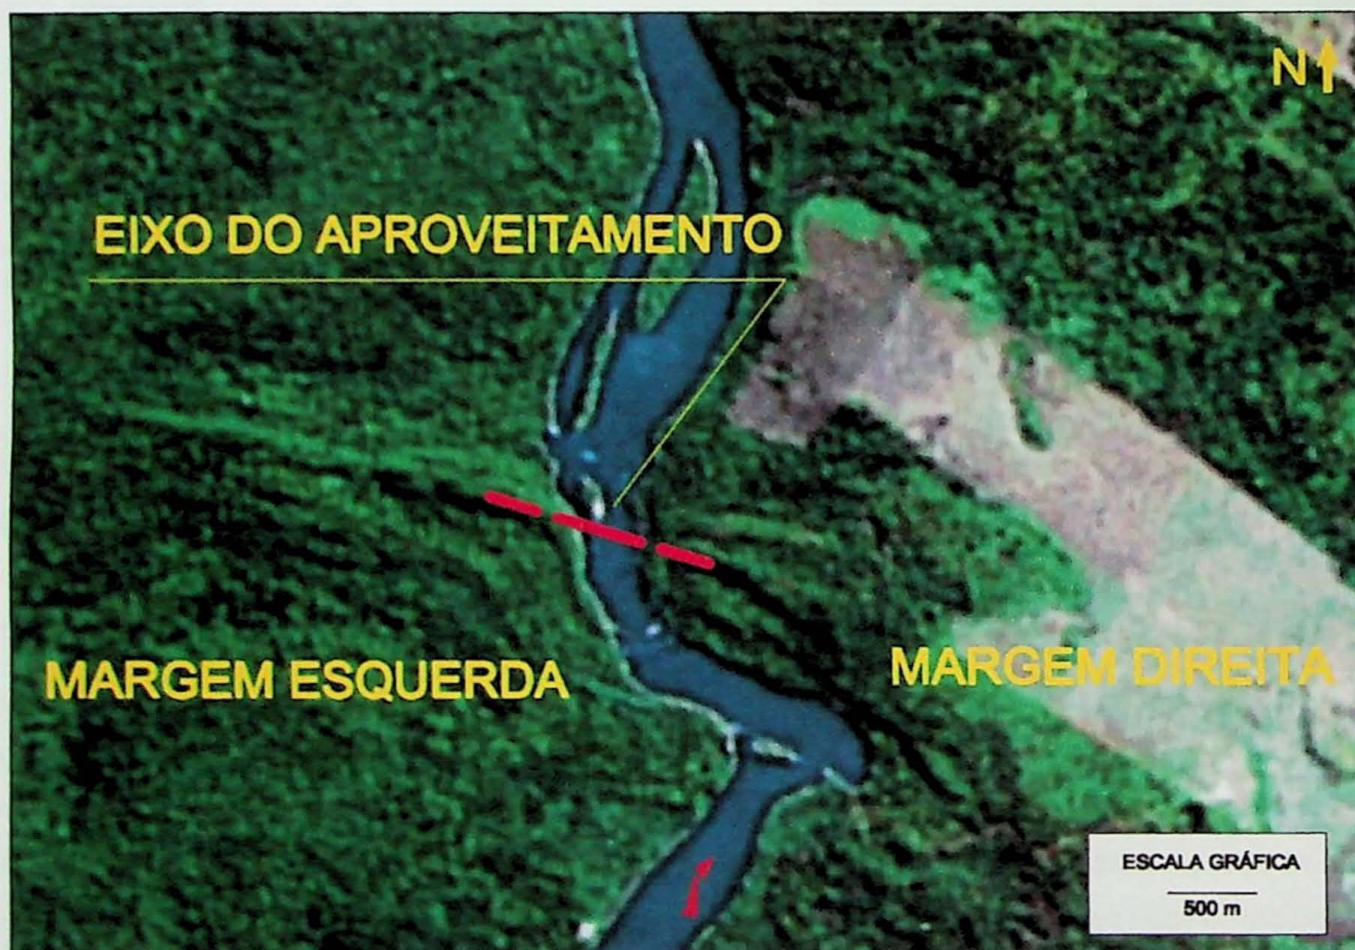 N
EIXO DO APROVEITAMENTO
MARGEM ESQUERDA
MARGEM DIREITA
ESCALA GRÁFICA
500 m